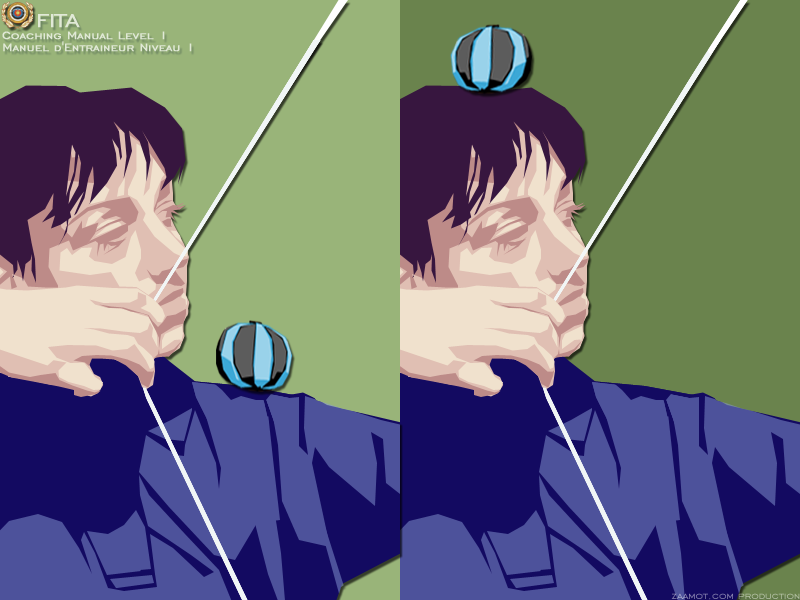 FITA
Coaching Manual Level 1
Manuel d'Entraineur Niveau 1
ZAAMOT.COM PRODUCTION